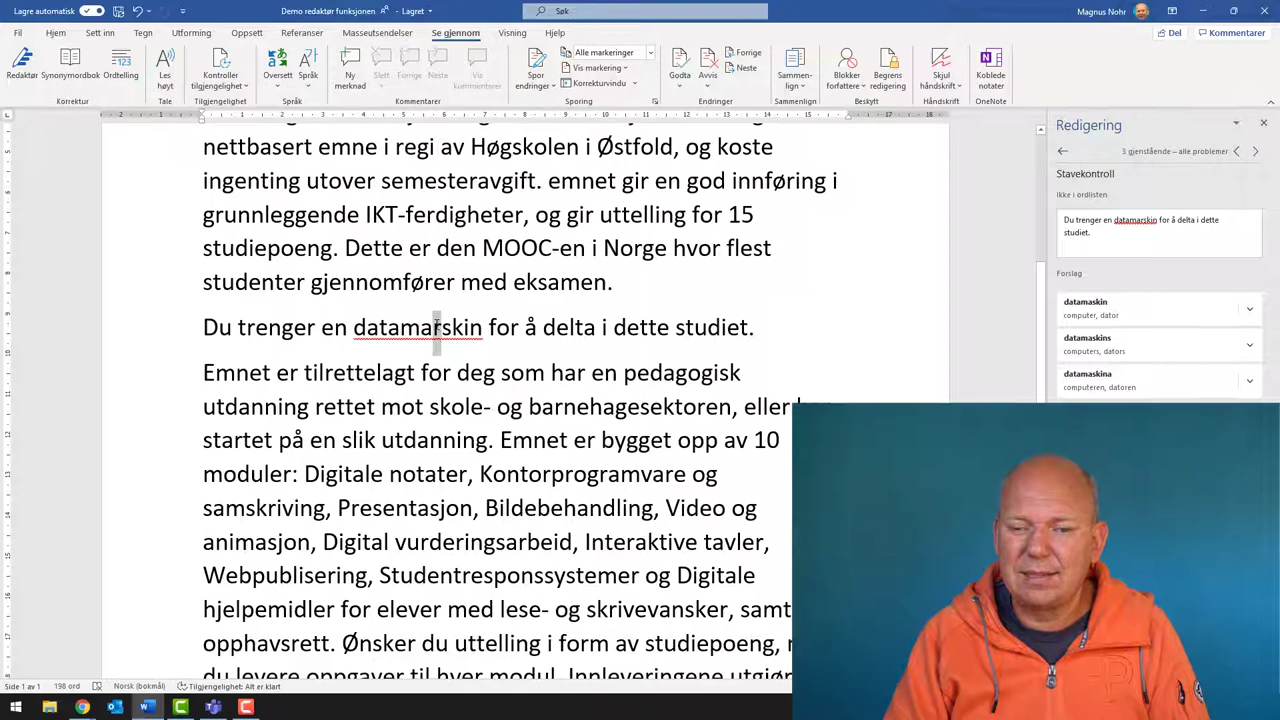 Lagre automatisk
Demo redaktør funksjonen • Lagret
Søk
Magnus Nohr
Fil Hjem Sett inn Tegn Utforming Oppsett Referanser Masseutsendelser Se gjennom Visning Hjelp
Del Kommentarer
Redaktør Synonymordbok Ordtelling
Korrektur
Les høyt
Tale
Kontroller tilgjengelighet
Tilgjengelighet
Oversett Språk
Språk
Ny merknad Slett Forrige Neste Vis kommentarer
Kommentarer
Spor endringer
Alle markeringer
Vis markering
Korrekturvindu
Sporing
Godta Avvis
Forrige
Neste
Endringer
Sammen-lign
Sammenlign
Blokker forfattere Begrens redigering
Beskytt
Skjul håndskrift
Håndskrift
Koblede notater
OneNote
nettbasert emne i regi av Høgskolen i Østfold, og koste
ingenting utover semesteravgift. emnet gir en god innføring i
grunnleggende IKT-ferdigheter, og gir uttelling for 15
studiepoeng. Dette er den MOOC-en i Norge hvor flest
studenter gjennomfører med eksamen.
Du trenger en datamarskin for å delta i dette studiet.
Emnet er tilrettelagt for deg som har en pedagogisk
utdanning rettet mot skole- og barnehagesektoren, eller
startet på en slik utdanning. Emnet er bygget opp av 10
moduler: Digitale notater, Kontorprogramvare og
samskriving, Presentasjon, Bildebehandling, Video og
animasjon, Digital vurderingsarbeid, Interaktive tavler,
Webpublisering, Studentresponssystemer og Digitale
hjelpemidler for elever med lese- og skrivevansker, samt
opphavsrett. Ønsker du uttelling i form av studiepoeng,
du levere oppgaver til hver modul. Innleveringene
Redigering
3 gjenstående – alle problemer
Stavekontroll
Ikke i ordlisten
Du trenger en datamarskin for å delta i dette
studiet.
Forslag
datamaskin
computer, dator
datamaskins
computers, dators
datamaskina
computeren, datoren
Side 1 av 1 198 ord Norsk (bokmål) Tilgjengelighet: Alt er klart